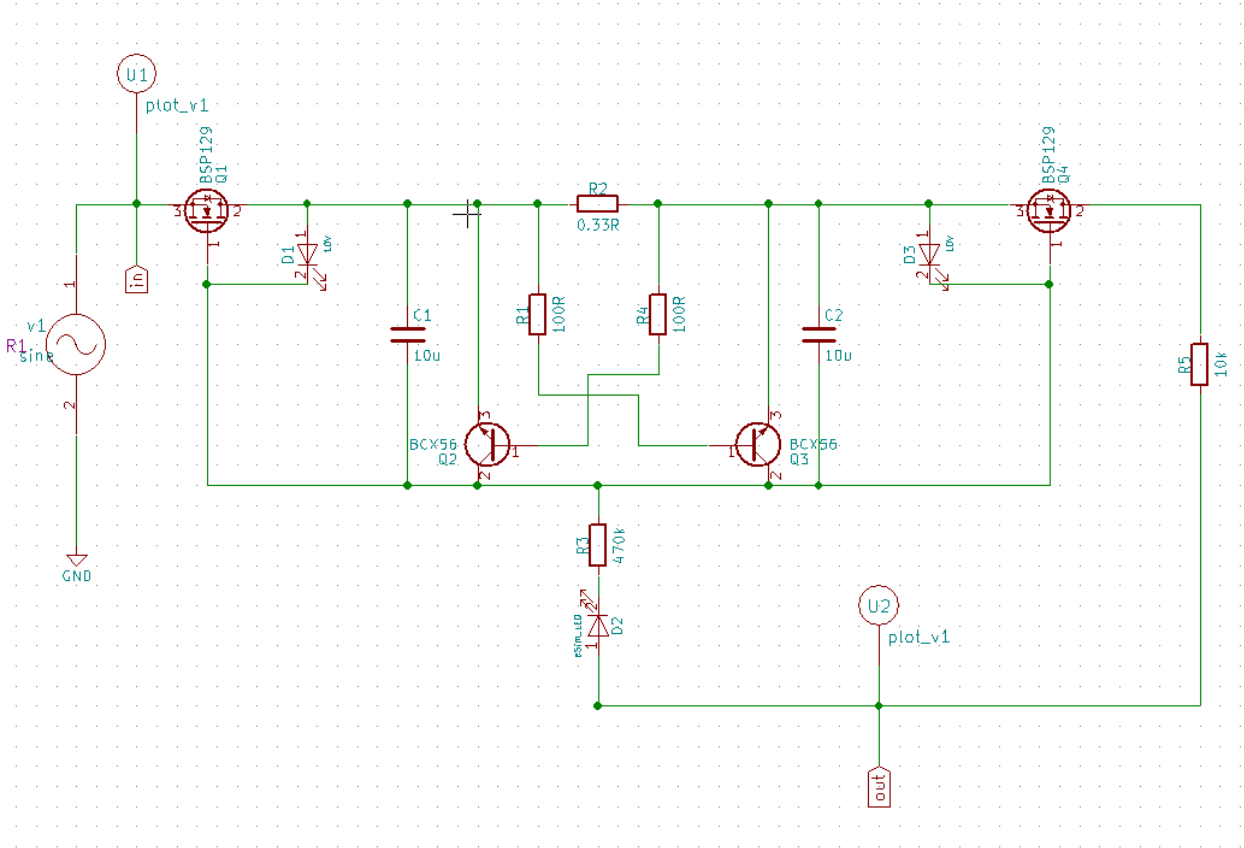 U1
plot_v1
BSP129
Q1
3
2
1
in
1
v1
R1
sine
2
GND
D1
1
2
10V
C1
10u
R2
0.33R
R1
100R
R4
100R
BCX56
Q2
3
1
2
BCX56
Q3
3
1
2
C2
10u
D3
1
2
10V
BSP129
Q4
3
2
1
R5
10k
R3
470k
2
D2
eSim_LED
1
U2
plot_v1
out